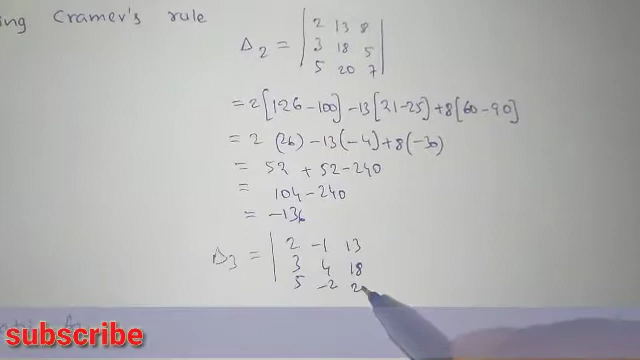 ing Cramer's rule
Δ2 = | 2 13 8 |
3 18 5
5 20 7
= 2 [126 - 100] - 13 [21 - 25] + 8 [60 - 90]
= 2 (26) - 13 (-4) + 8 (-30)
= 52 + 52 - 240
= 104 - 240
= -136
Δ3 = | 2 -1 13
3 4 18
5 -2 2
subscribe